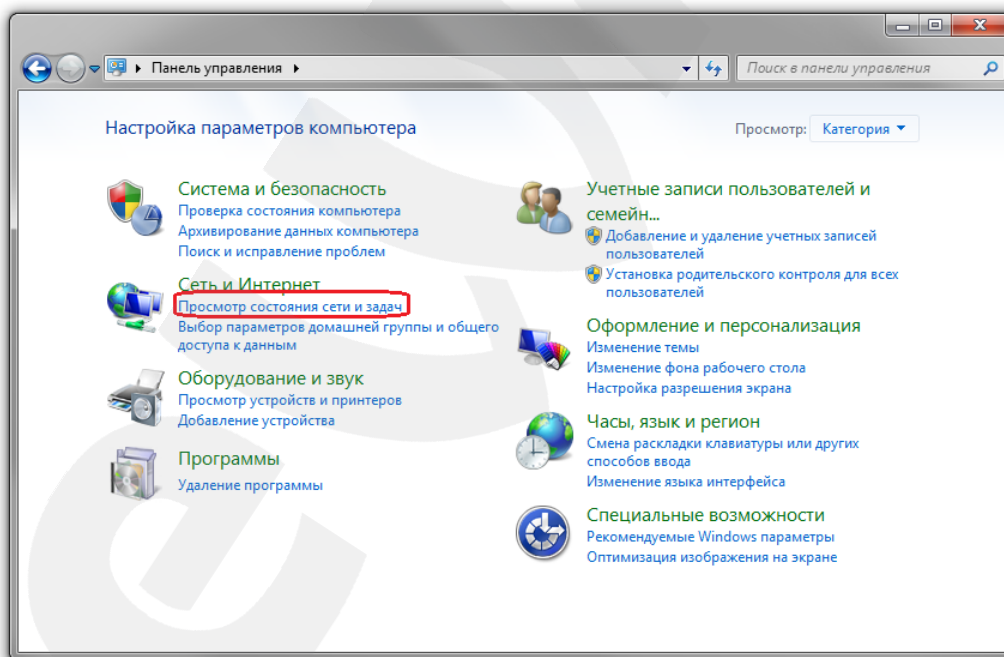 Панель управления
Поиск в панели управления
Настройка параметров компьютера
Просмотр: Категория
Система и безопасность
Проверка состояния компьютера
Архивирование данных компьютера
Поиск и исправление проблем
Сеть и Интернет
Просмотр состояния сети и задач
Выбор параметров домашней группы и общего
доступа к данным
Оборудование и звук
Просмотр устройств и принтеров
Добавление устройства
Программы
Удаление программы
Учетные записи пользователей и
семейн...
Добавление и удаление учетных записей
пользователей
Установка родительского контроля для всех
пользователей
Оформление и персонализация
Изменение темы
Изменение фона рабочего стола
Настройка разрешения экрана
Часы, язык и регион
Смена раскладки клавиатуры или других
способов ввода
Изменение языка интерфейса
Специальные возможности
Рекомендуемые Windows параметры
Оптимизация изображения на экране